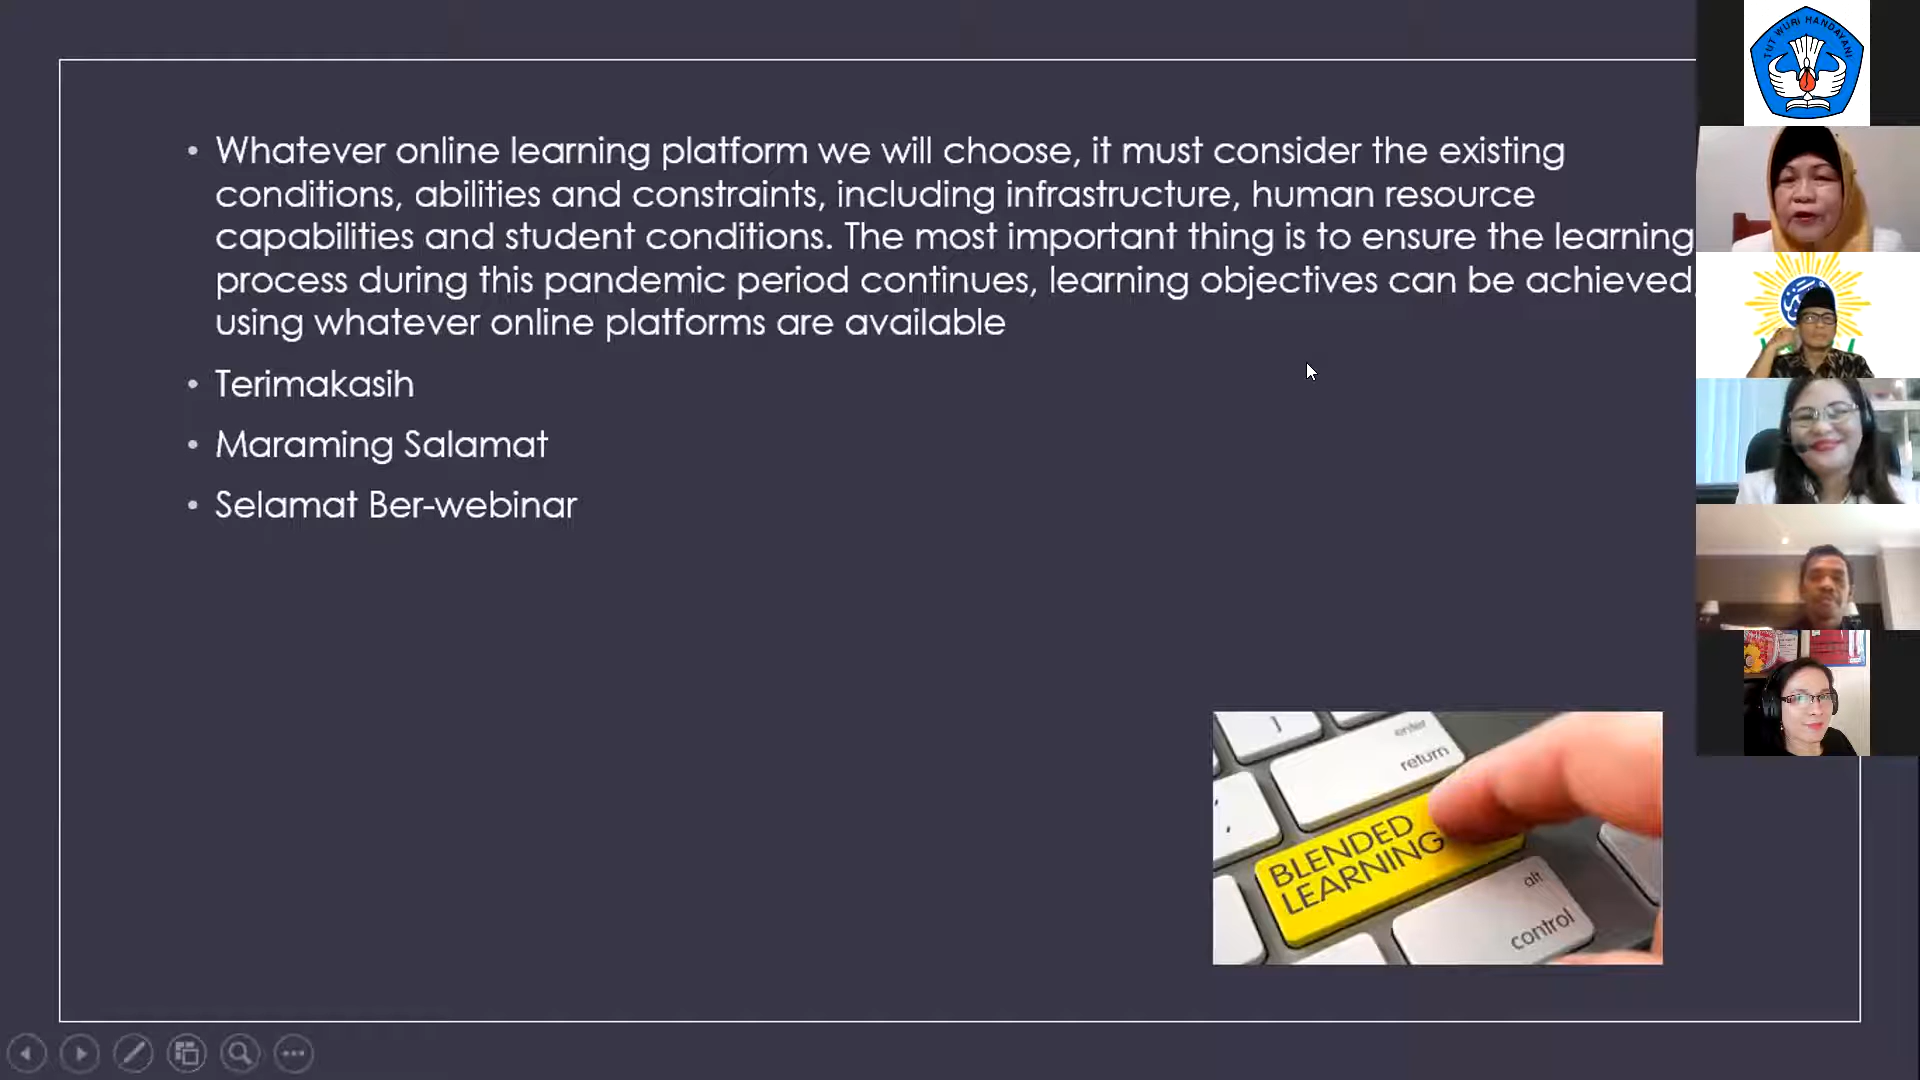 • Whatever online learning platform we will choose, it must consider the existing
conditions, abilities and constraints, including infrastructure, human resource
capabilities and student conditions. The most important thing is to ensure the learning
process during this pandemic period continues, learning objectives can be achieved,
using whatever online platforms are available
• Terimakasih
• Maraming Salamat
• Selamat Ber-webinar
TUT WURI HANDAYANI
enter
return
BLENDED
LEARNING
alt
control